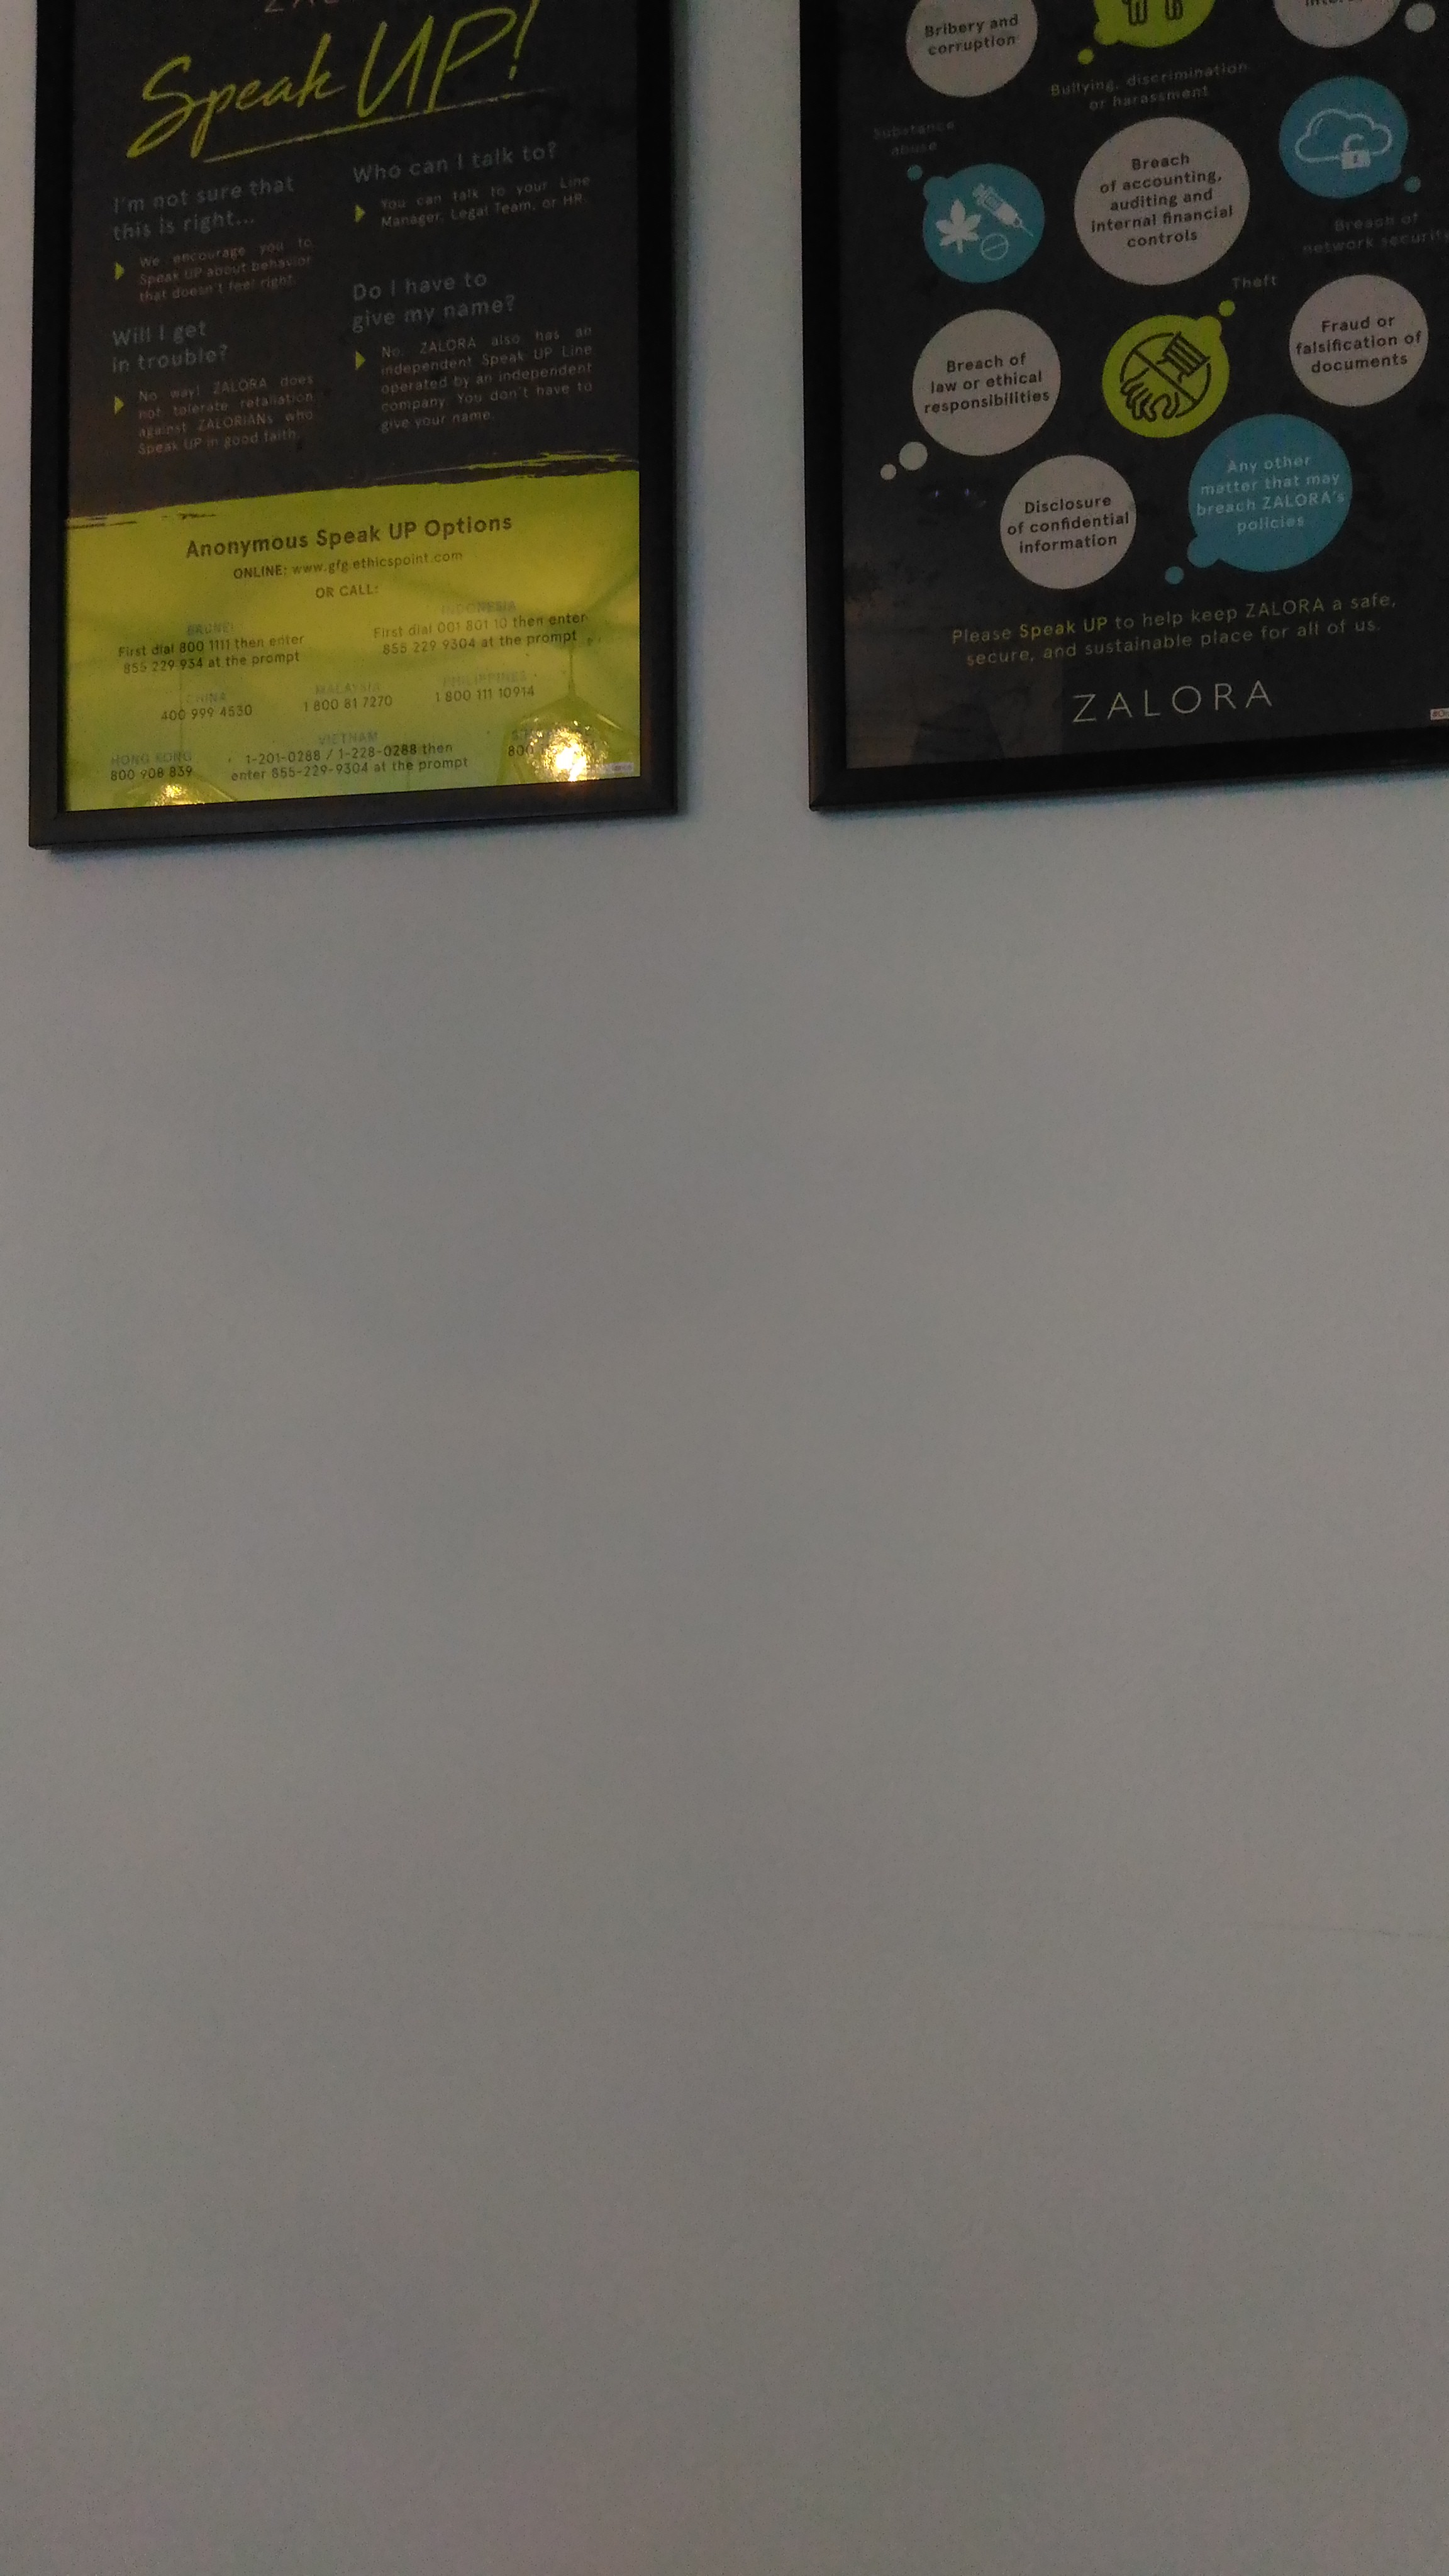 Speak UP!
I'm not sure that
this is right...
We encourage you to
Speak UP about behavior
that doesn't feel right.
Will I get
in trouble?
No way! ZALORA does
not tolerate retaliation
against ZALORIANs who
Speak UP in good faith.
Who can I talk to?
You can talk to your Line
Manager, Legal Team, or HR.
Do I have to
give my name?
No. ZALORA also has an
independent Speak UP Line
operated by an independent
company. You don't have to
give your name.
Anonymous Speak UP Options
ONLINE: www.gfg.ethicspoint.com
OR CALL:
BRUNEI
First dial 800 1111 then enter
855 229 934 at the prompt
INDONESIA
First dial 001 801 10 then enter
855 229 9304 at the prompt
CHINA
400 999 4530
MALAYSIA
1 800 81 7270
PHILIPPINES
1 800 111 10914
HONG KONG
800 908 839
VIETNAM
1-201-0288 / 1-228-0288 then
enter 855-229-9304 at the prompt
800
Bribery and
corruption
Bullying, discrimination
or harassment
Substance
abuse
Breach
of accounting,
auditing and
internal financial
controls
Breach of
network security
Theft
Breach of
law or ethical
responsibilities
Fraud or
falsification of
documents
Disclosure
of confidential
information
Any other
matter that may
breach ZALORA's
policies
Please Speak UP to help keep ZALORA a safe,
secure, and sustainable place for all of us.
ZALORA